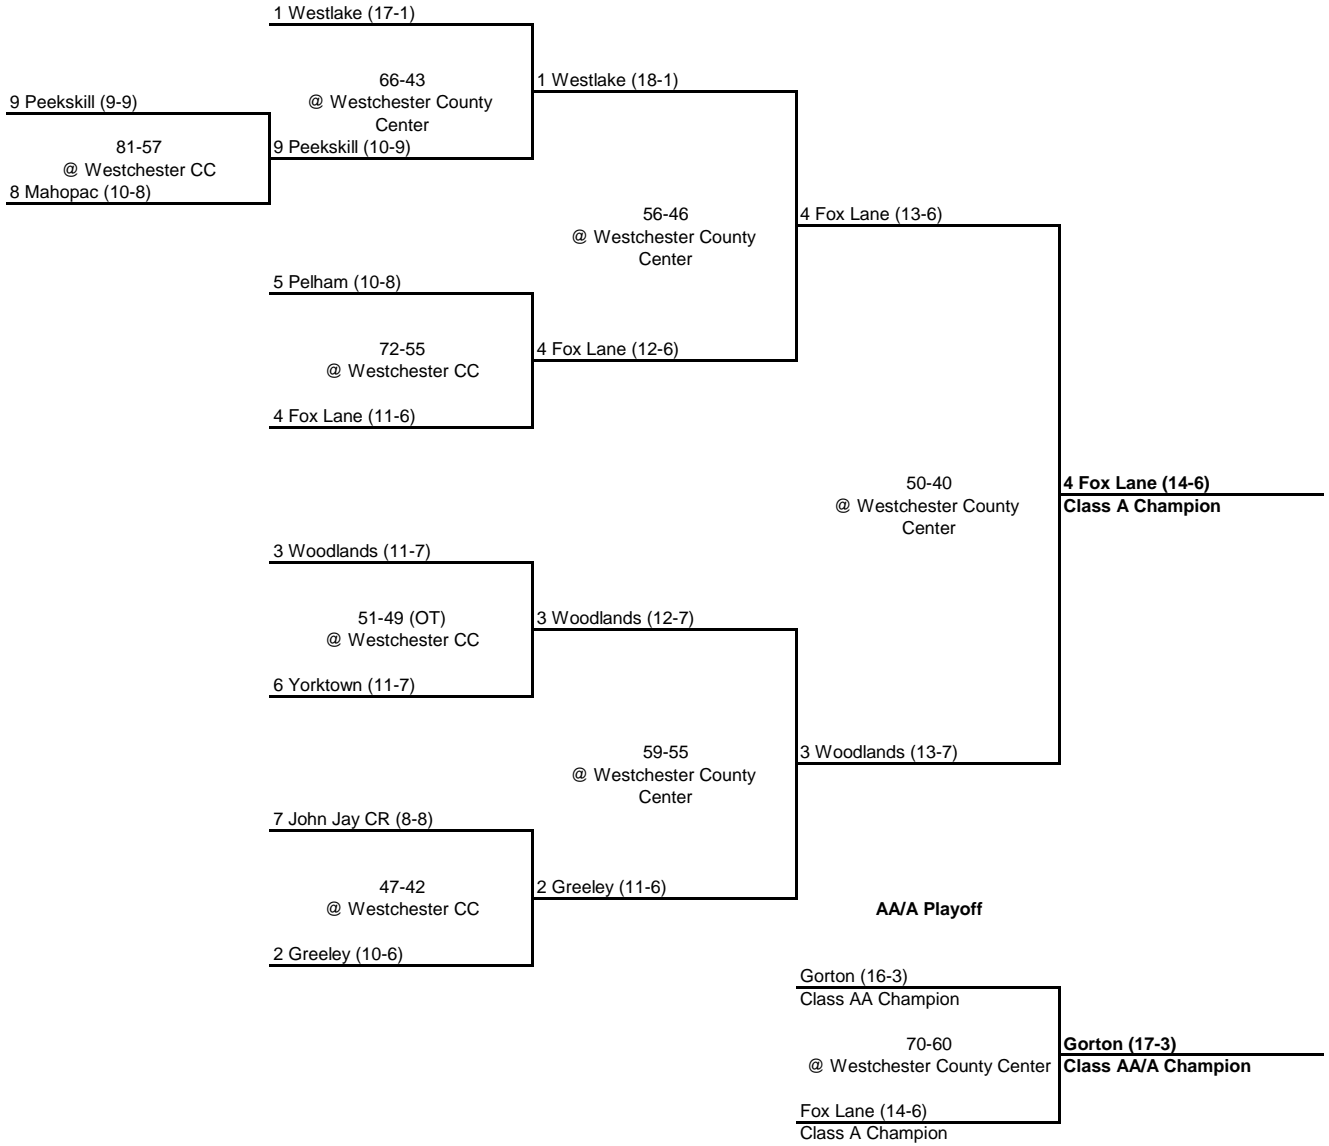 1 Westlake (17-1)
66-43
@ Westchester County
Center
1 Westlake (18-1)
9 Peekskill (9-9)
81-57
@ Westchester CC
9 Peekskill (10-9)
8 Mahopac (10-8)
56-46
@ Westchester County
Center
4 Fox Lane (13-6)
5 Pelham (10-8)
72-55
@ Westchester CC
4 Fox Lane (12-6)
4 Fox Lane (11-6)
50-40
@ Westchester County
Center
4 Fox Lane (14-6)
Class A Champion
3 Woodlands (11-7)
51-49 (OT)
@ Westchester CC
3 Woodlands (12-7)
6 Yorktown (11-7)
59-55
@ Westchester County
Center
3 Woodlands (13-7)
7 John Jay CR (8-8)
47-42
@ Westchester CC
2 Greeley (11-6)
2 Greeley (10-6)
AA/A Playoff
Gorton (16-3)
Class AA Champion
70-60
@ Westchester County Center
Gorton (17-3)
Class AA/A Champion
Fox Lane (14-6)
Class A Champion